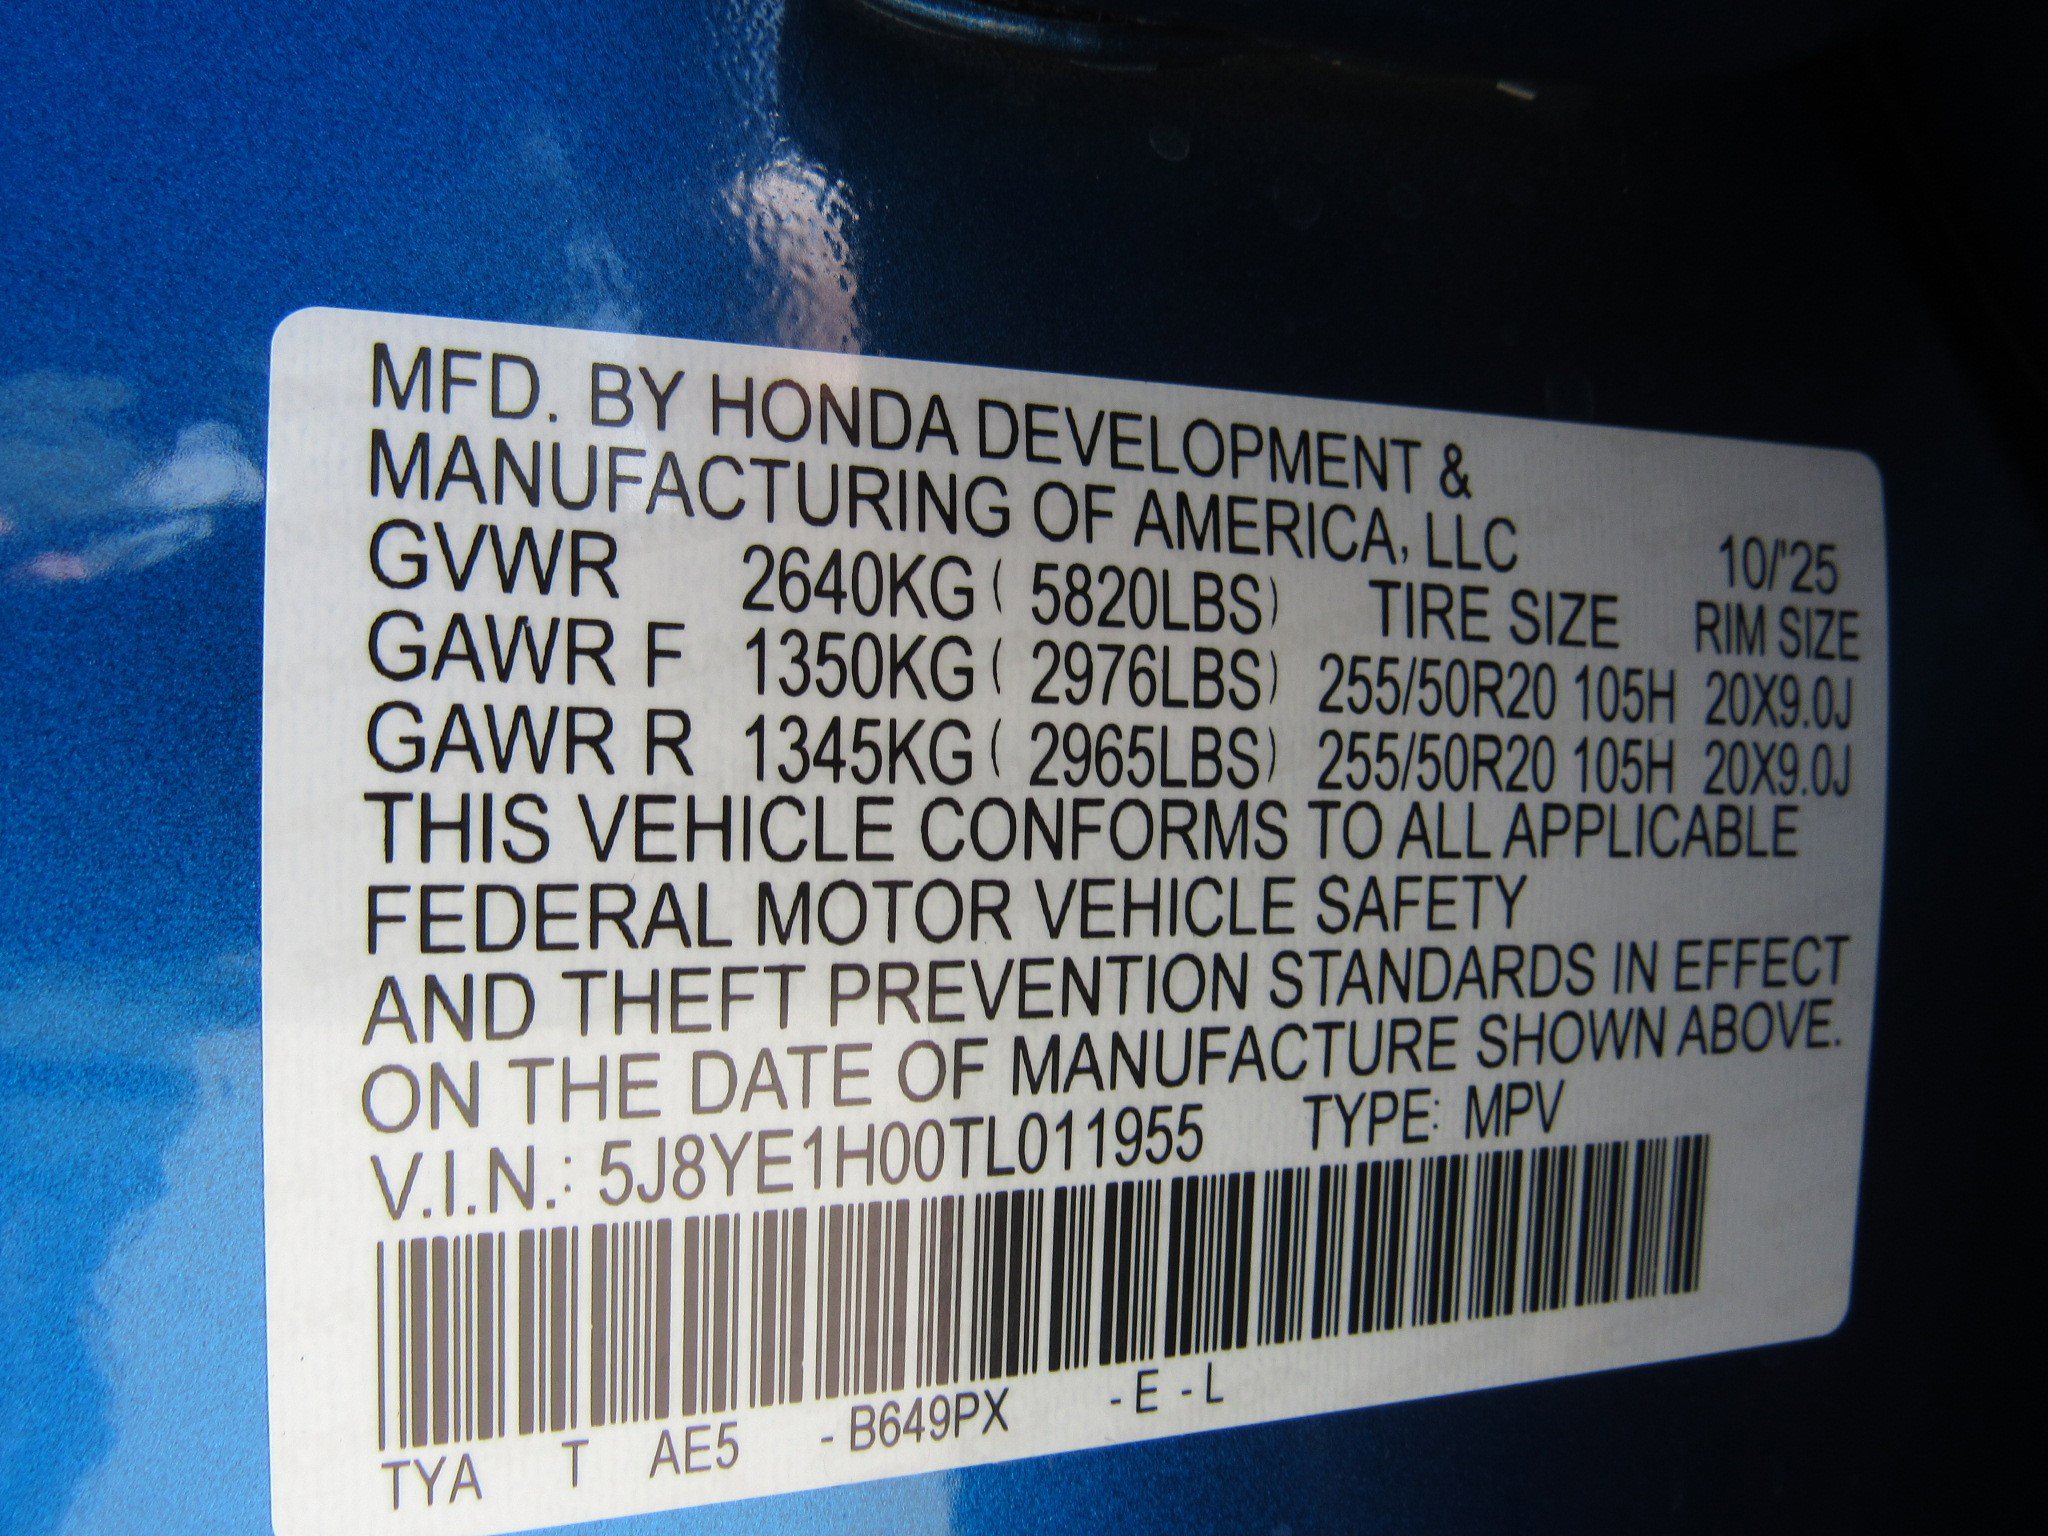 MFD. BY HONDA DEVELOPMENT &
MANUFACTURING OF AMERICA, LLC 10/'25
GVWR 2640KG ( 5820LBS) TIRE SIZE RIM SIZE
GAWR F 1350KG ( 2976LBS) 255/50R20 105H 20X9.0J
GAWR R 1345KG ( 2965LBS) 255/50R20 105H 20X9.0J
THIS VEHICLE CONFORMS TO ALL APPLICABLE
FEDERAL MOTOR VEHICLE SAFETY
AND THEFT PREVENTION STANDARDS IN EFFECT
ON THE DATE OF MANUFACTURE SHOWN ABOVE.
V.I.N.: 5J8YE1H00TL011955 TYPE: MPV
TYA T AE5 -B649PX -E -L